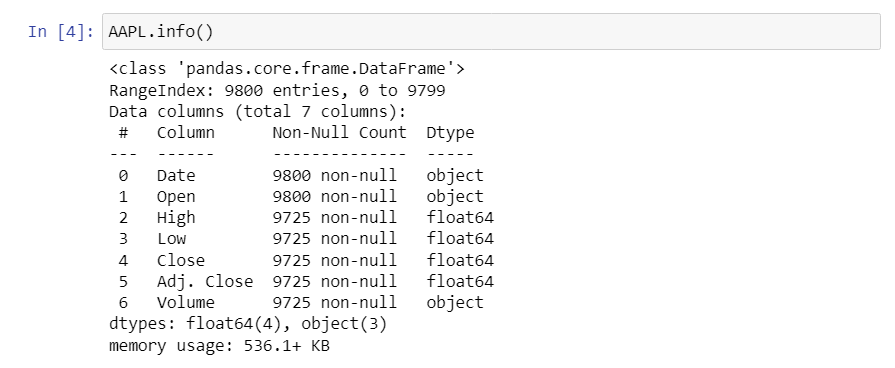 In [4]: AAPL.info()
<class 'pandas.core.frame.DataFrame'>
RangeIndex: 9800 entries, 0 to 9799
Data columns (total 7 columns):
 #   Column      Non-Null Count  Dtype
---  ------      --------------  -----
 0   Date        9800 non-null   object
 1   Open        9800 non-null   object
 2   High        9725 non-null   float64
 3   Low         9725 non-null   float64
 4   Close       9725 non-null   float64
 5   Adj. Close  9725 non-null   float64
 6   Volume      9725 non-null   object
dtypes: float64(4), object(3)
memory usage: 536.1+ KB